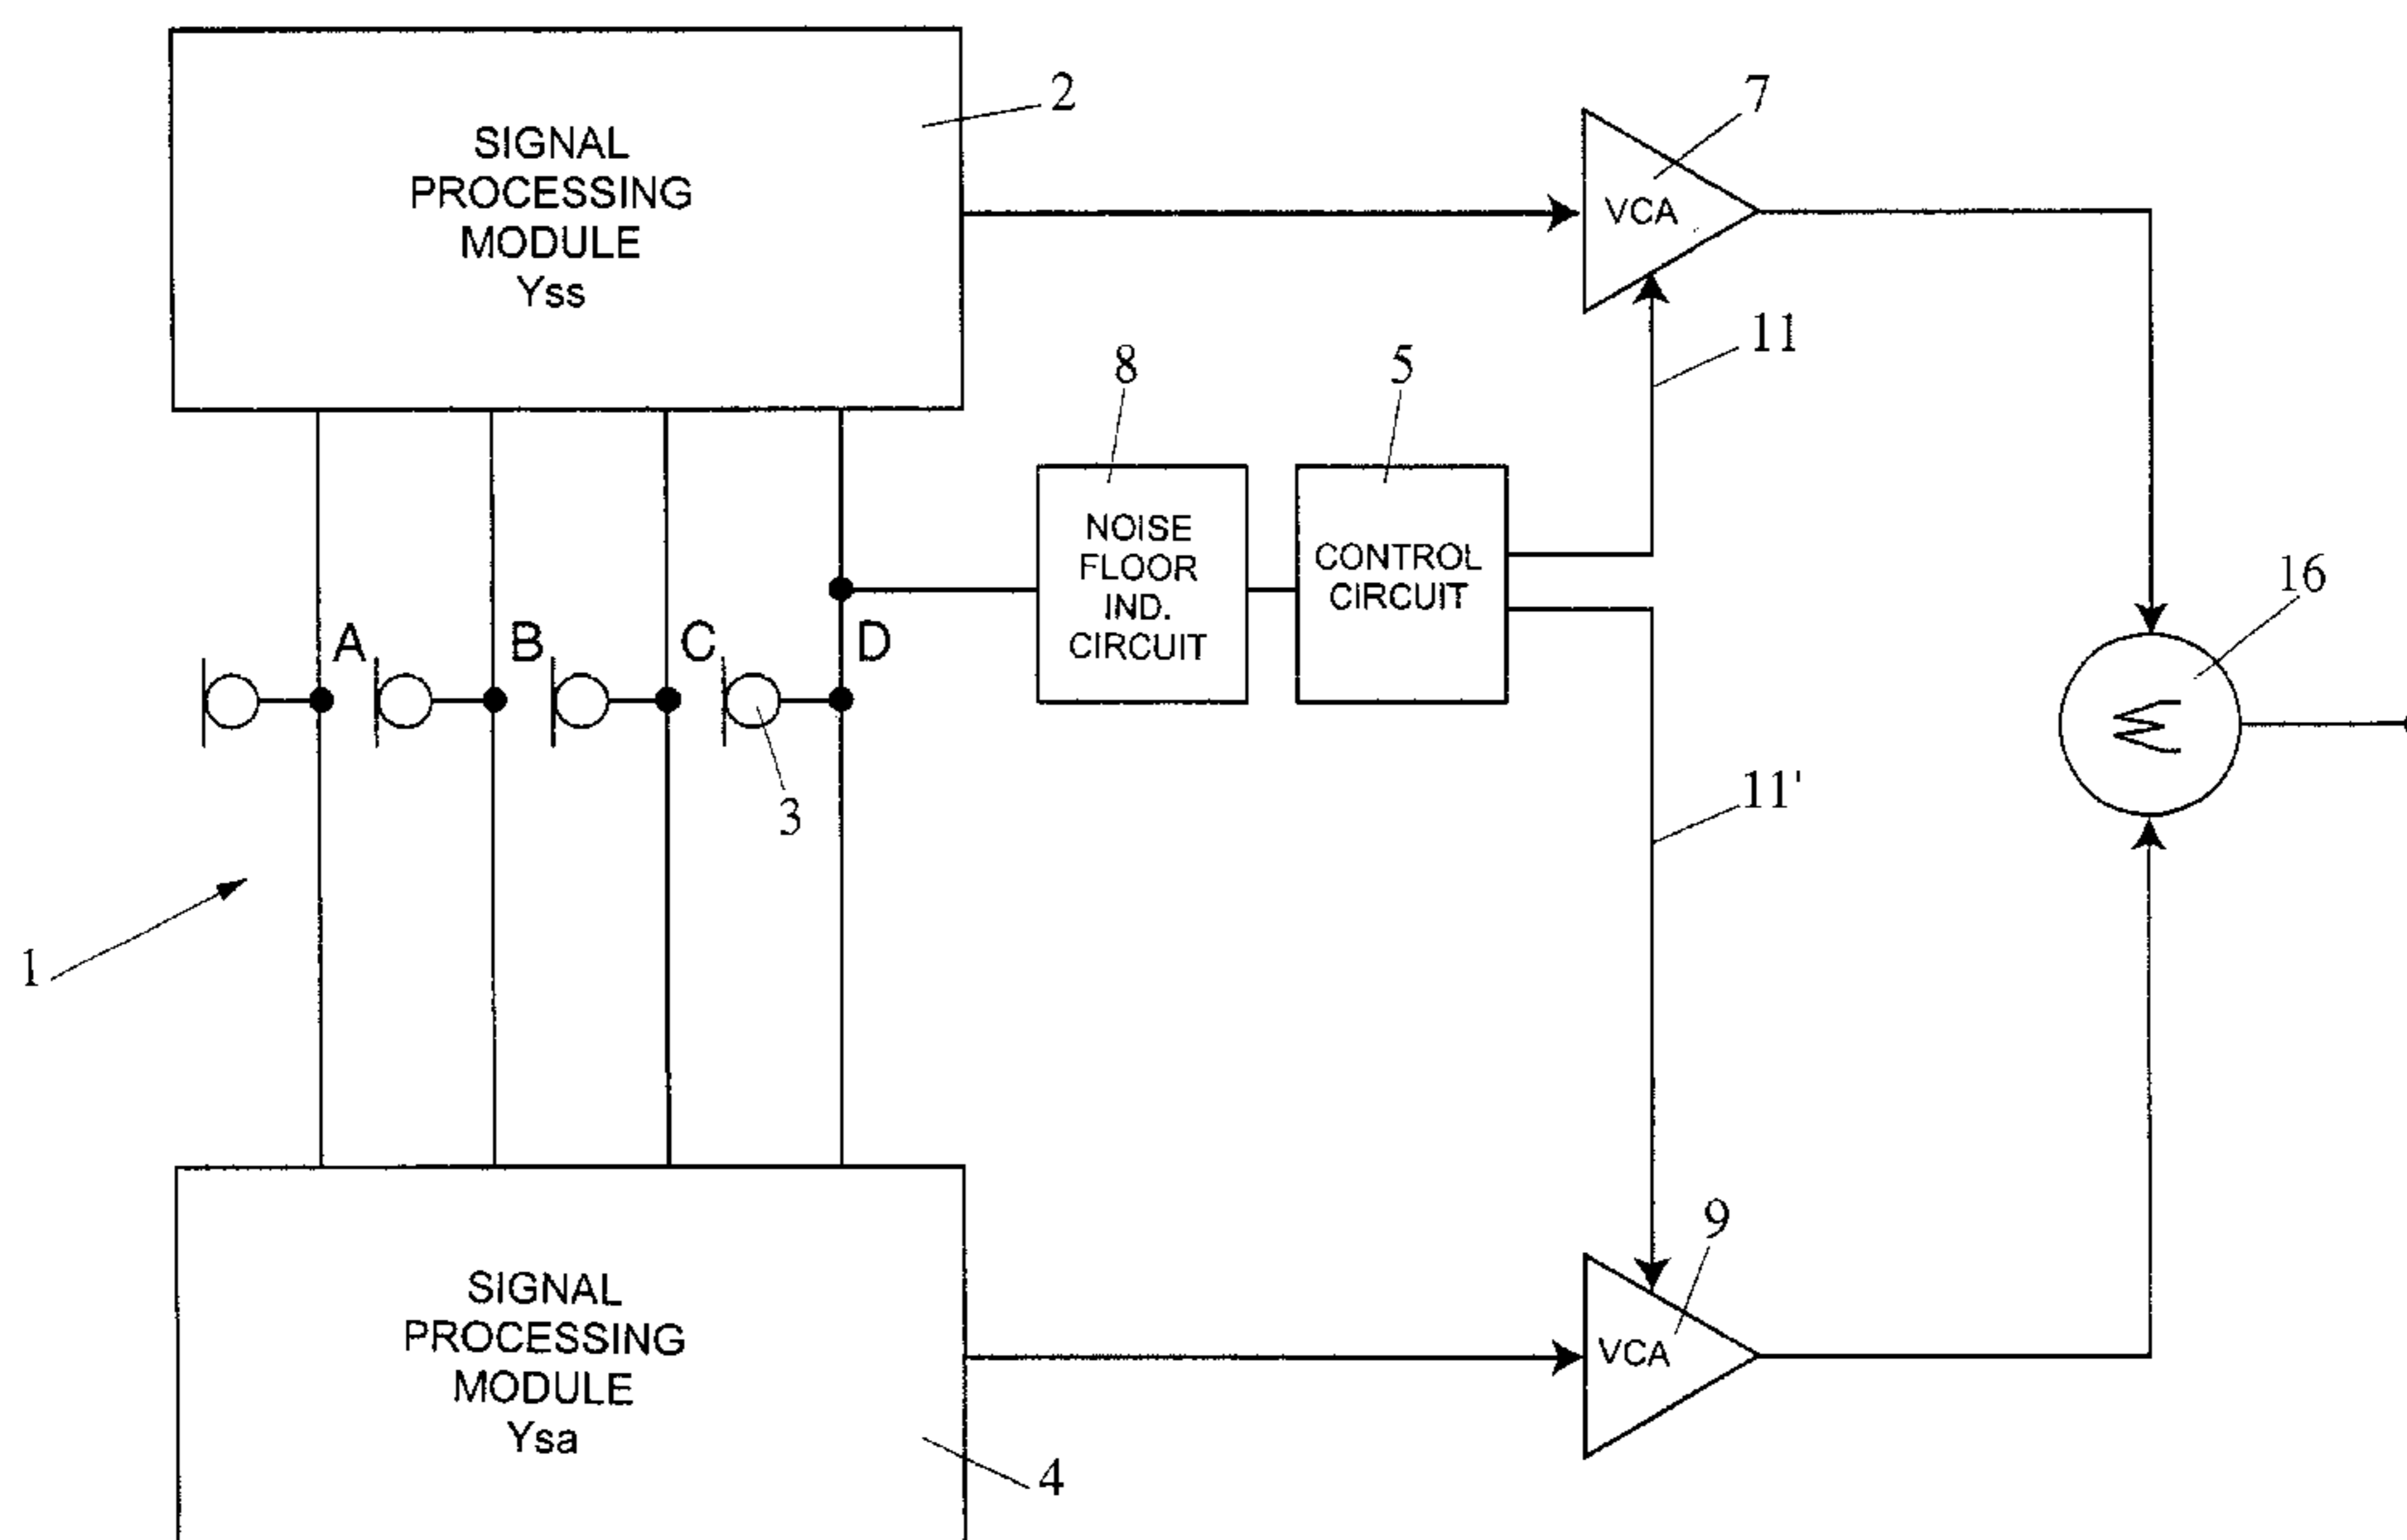 SIGNAL
PROCESSING
MODULE
Yss
2
7
VCA
11
8
5
NOISE
FLOOR
IND.
CIRCUIT
CONTROL
CIRCUIT
16
Σ
A
B
C
D
3
11'
1
9
SIGNAL
PROCESSING
MODULE
Ysa
VCA
4